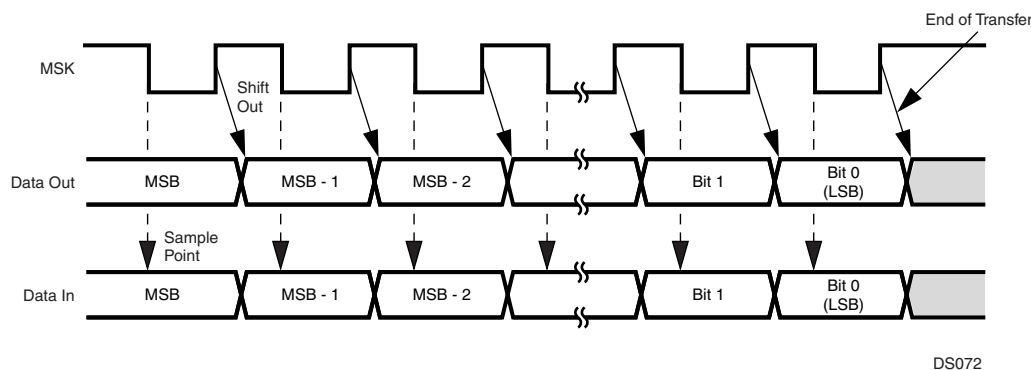 End of Transfer
MSK
Shift
Out
Data Out
MSB
MSB - 1
MSB - 2
Bit 1
Bit 0
(LSB)
Sample
Point
Data In
MSB
MSB - 1
MSB - 2
Bit 1
Bit 0
(LSB)
DS072